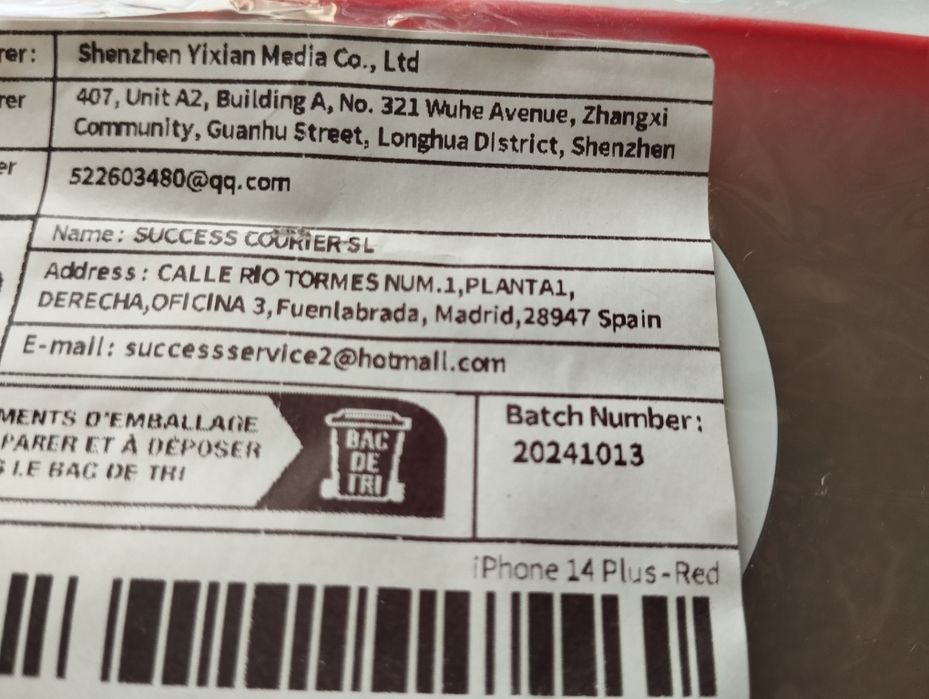 rer: Shenzhen Yixian Media Co., Ltd
rer 407, Unit A2, Building A, No. 321 Wuhe Avenue, Zhangxi
Community, Guanhu Street, Longhua District, Shenzhen
er 522603480@qq.com
Name: SUCCESS COURIER SL
Address: CALLE RIO TORMES NUM.1,PLANTA1,
DERECHA,OFICINA 3,Fuenlabrada, Madrid,28947 Spain
E-mail: successservice2@hotmail.com
MENTS D'EMBALLAGE
PARER ET À DÉPOSER
S LE BAC DE TRI
BAC
DE
TRI
Batch Number:
20241013
iPhone 14 Plus-Red